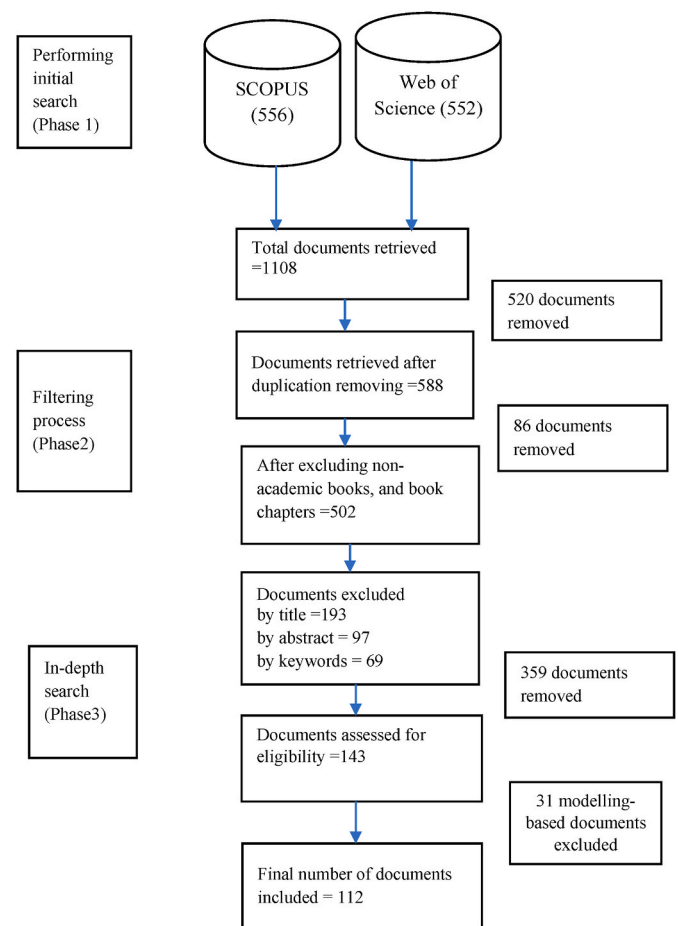 Performing
initial
search
(Phase 1)
SCOPUS
(556)
Web of
Science (552)
Total documents retrieved
=1108
520 documents
removed
Documents retrieved after
duplication removing =588
Filtering
process
(Phase2)
86 documents
removed
After excluding non-
academic books, and book
chapters =502
Documents excluded
by title =193
by abstract = 97
by keywords = 69
In-depth
search
(Phase3)
359 documents
removed
Documents assessed for
eligibility =143
31 modelling-
based documents
excluded
Final number of documents
included = 112